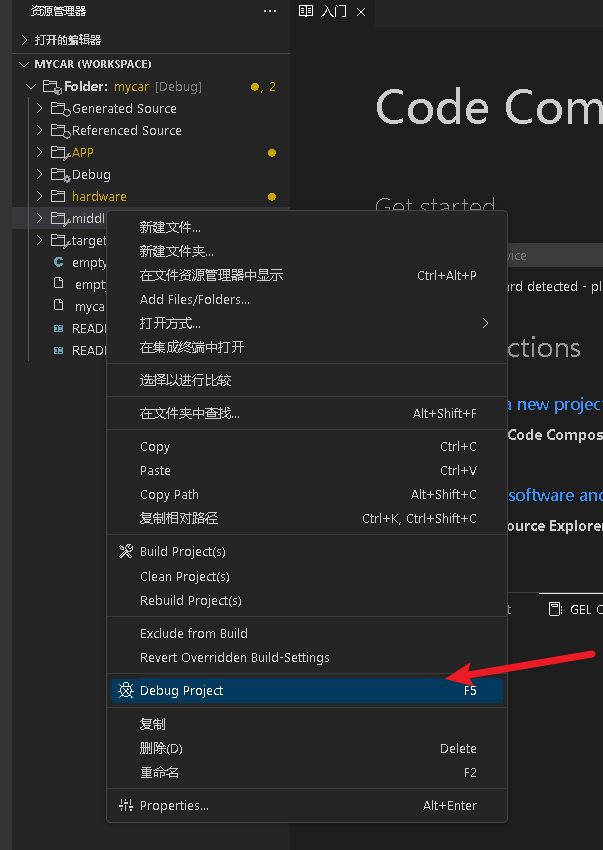 资源管理器
···
入门
打开的编辑器
MYCAR (WORKSPACE)
Folder: mycar [Debug]
, 2
Generated Source
Referenced Source
APP
Debug
hardware
middl
target
empty
empty
myca
READ
READ
Code Com
Get started
vice
ard detected - pl
ctions
a new projec
Code Compos
software and
ource Explorer
t
GEL C
新建文件...
新建文件夹...
在文件资源管理器中显示 Ctrl+Alt+P
Add Files/Folders...
打开方式...
在集成终端中打开
选择以进行比较
在文件夹中查找... Alt+Shift+F
Copy Ctrl+C
Paste Ctrl+V
Copy Path Alt+Shift+C
复制相对路径 Ctrl+K, Ctrl+Shift+C
Build Project(s)
Clean Project(s)
Rebuild Project(s)
Exclude from Build
Revert Overridden Build-Settings
Debug Project F5
复制
删除(D) Delete
重命名 F2
Properties... Alt+Enter